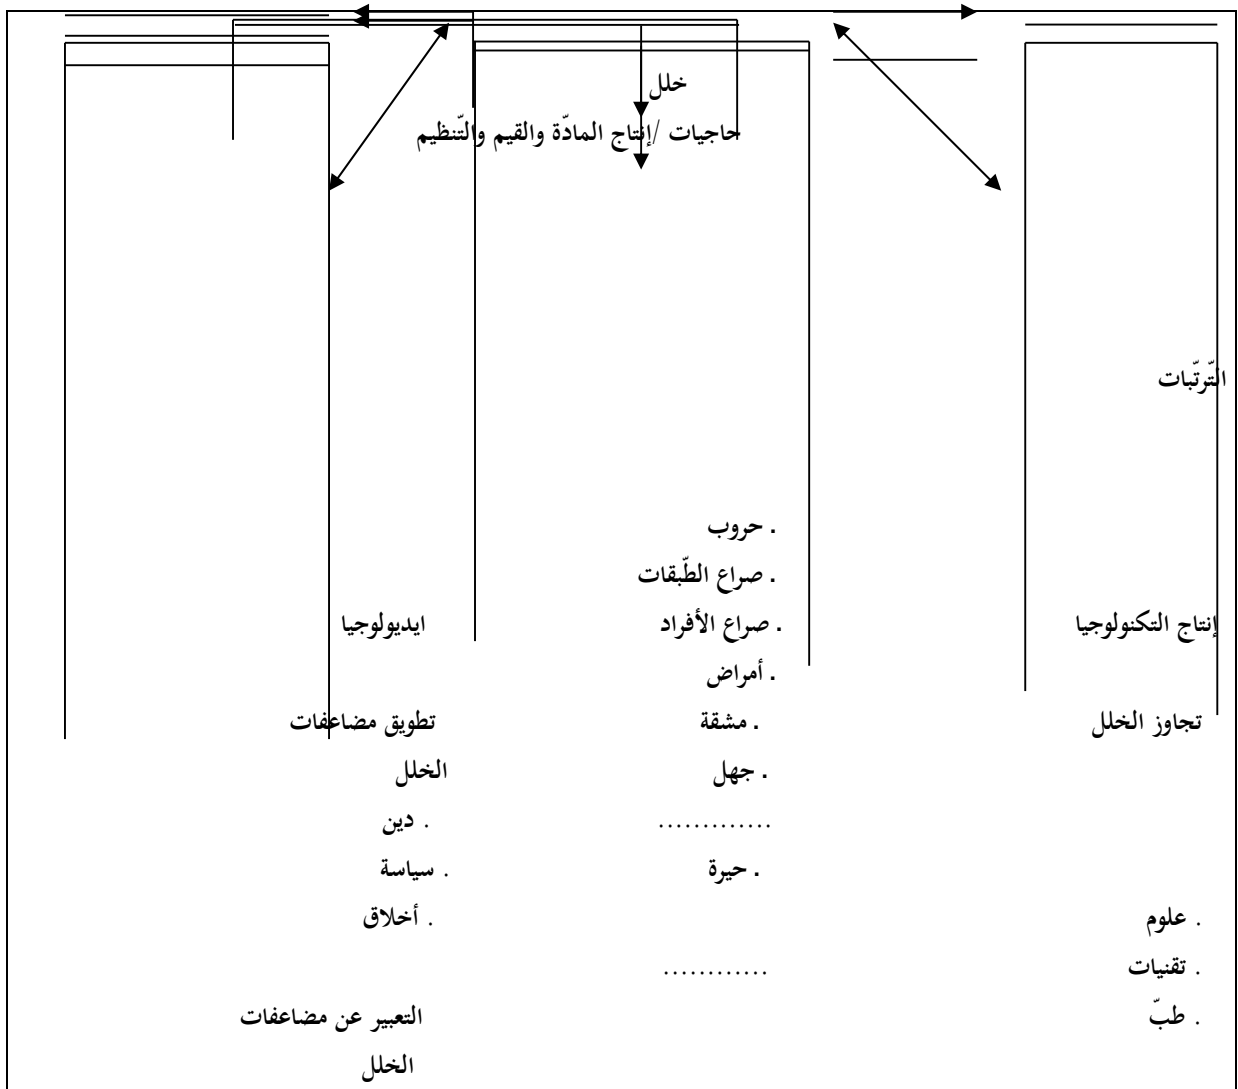 خلل
حاجيات /إنتاج المادّة والقيم والتّنظيم
التّرتّبات
. حروب
. صراع الطّبقات
إنتاج التكنولوجيا . صراع الأفراد ايديولوجيا
. أمراض
تجاوز الخلل . مشقة تطويق مضاعفات
. جهل الخلل
............. . دين
. حيرة . سياسة
. علوم . أخلاق
. تقنيات ............
. طبّ التعبير عن مضاعفات
الخلل